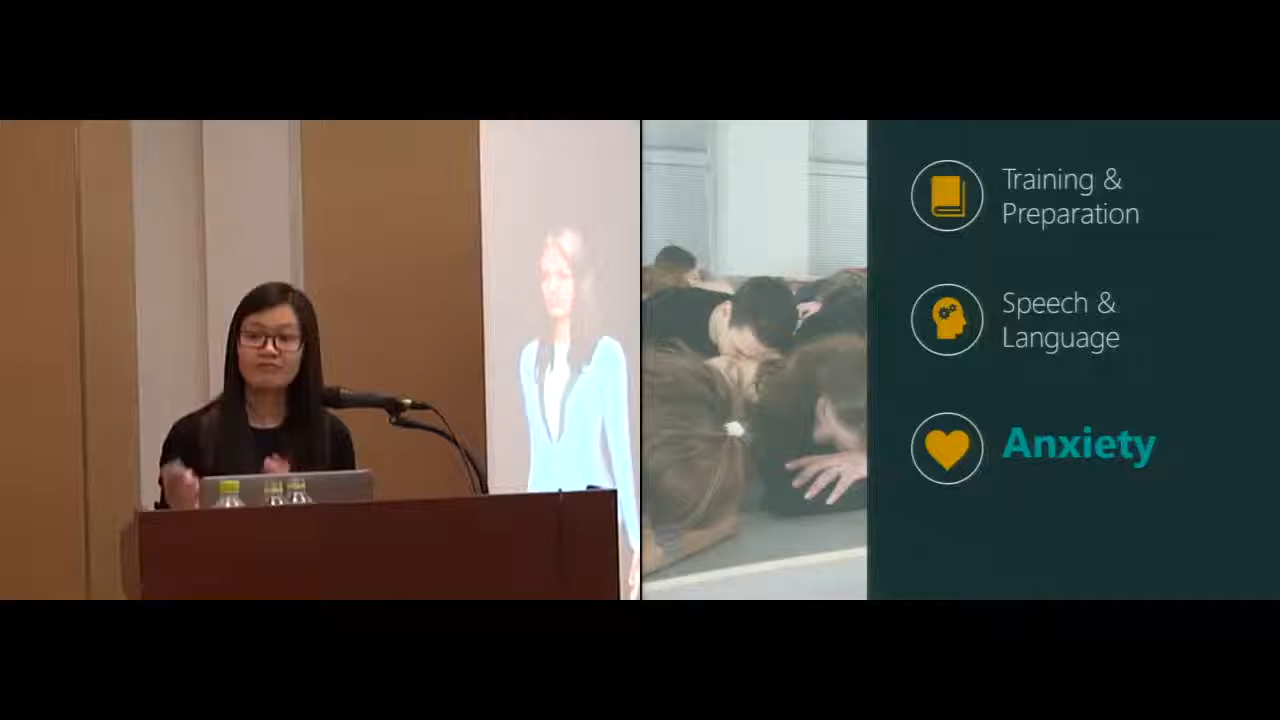 Training &
Preparation
Speech &
Language
Anxiety